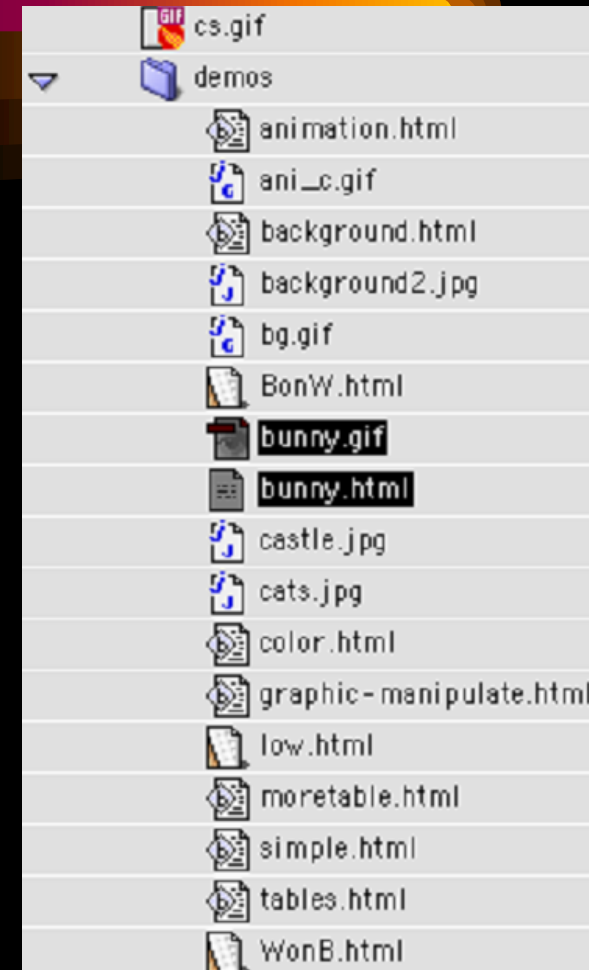 cs.gif
demos
animation.html
ani_c.gif
background.html
background2.jpg
bg.gif
BonW.html
bunny.gif
bunny.html
castle.jpg
cats.jpg
color.html
graphic-manipulate.html
low.html
moretable.html
simple.html
tables.html
WonB.html